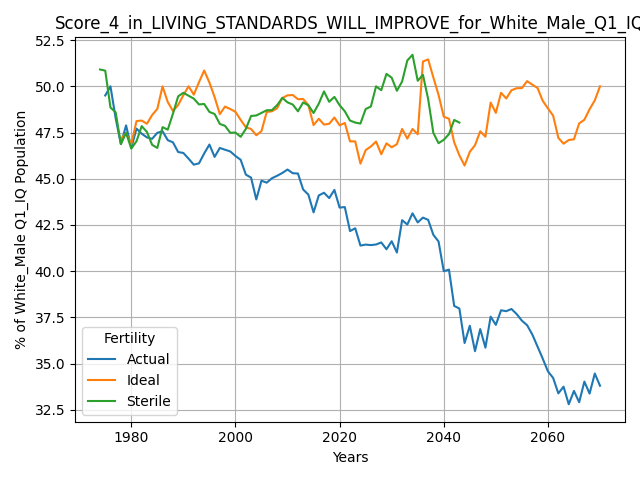 Score_4_in_LIVING_STANDARDS_WILL_IMPROVE_for_White_Male_Q1_IQ
52.5
50.0
47.5
45.0
42.5
40.0
37.5
35.0
32.5
% of White_Male Q1_IQ Population
Fertility
Actual
Ideal
Sterile
1980 2000 2020 2040 2060
Years